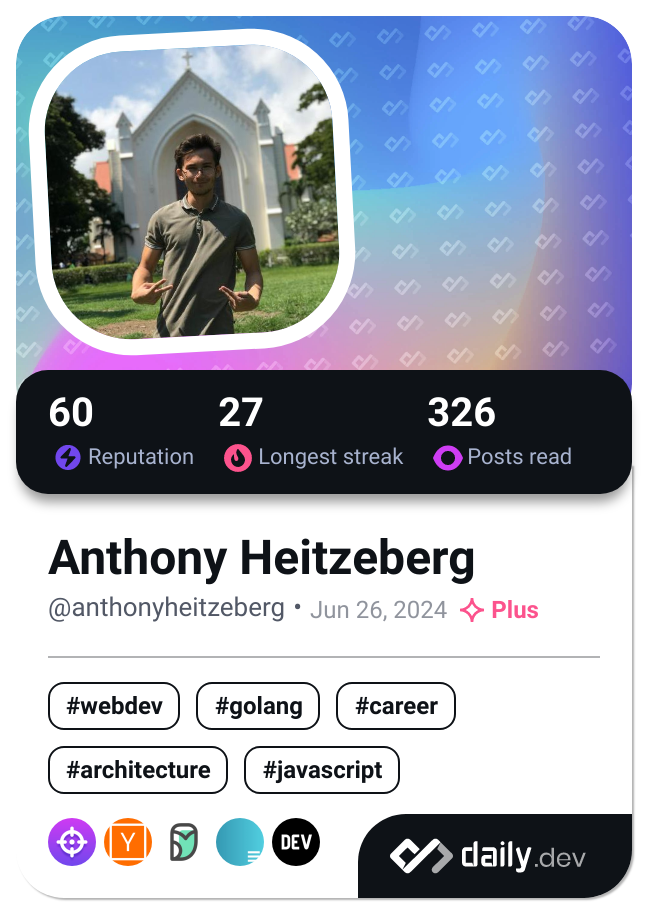 60 27 326
Reputation Longest streak Posts read
Anthony Heitzeberg
@anthonyheitzeberg • Jun 26, 2024 Plus
#webdev #golang #career
#architecture #javascript
Y DEV daily.dev